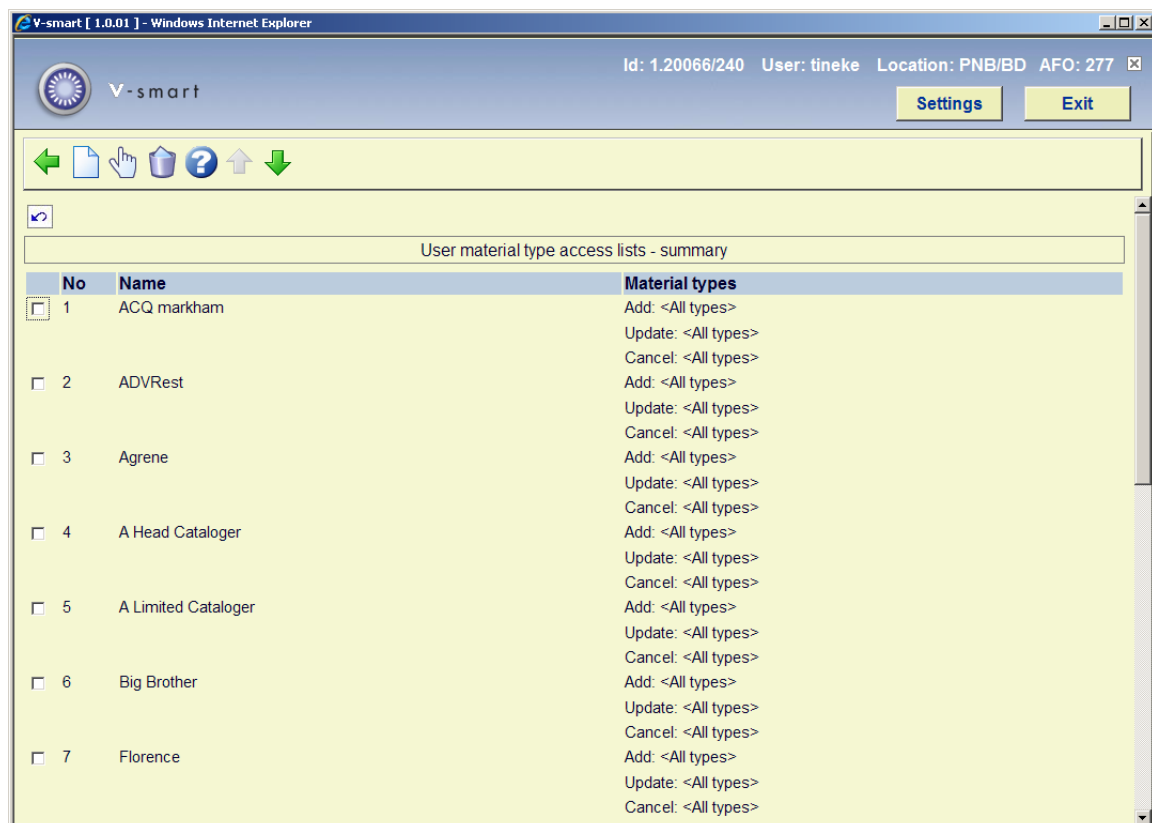 V-smart [ 1.0.01 ] - Windows Internet Explorer
Id: 1.20066/240 User: tineke Location: PNB/BD AFO: 277
V-smart
Settings Exit
User material type access lists - summary
No Name Material types
1 ACQ markham Add: <All types>
Update: <All types>
Cancel: <All types>
2 ADVRest Add: <All types>
Update: <All types>
Cancel: <All types>
3 Agrene Add: <All types>
Update: <All types>
Cancel: <All types>
4 A Head Cataloger Add: <All types>
Update: <All types>
Cancel: <All types>
5 A Limited Cataloger Add: <All types>
Update: <All types>
Cancel: <All types>
6 Big Brother Add: <All types>
Update: <All types>
Cancel: <All types>
7 Florence Add: <All types>
Update: <All types>
Cancel: <All types>